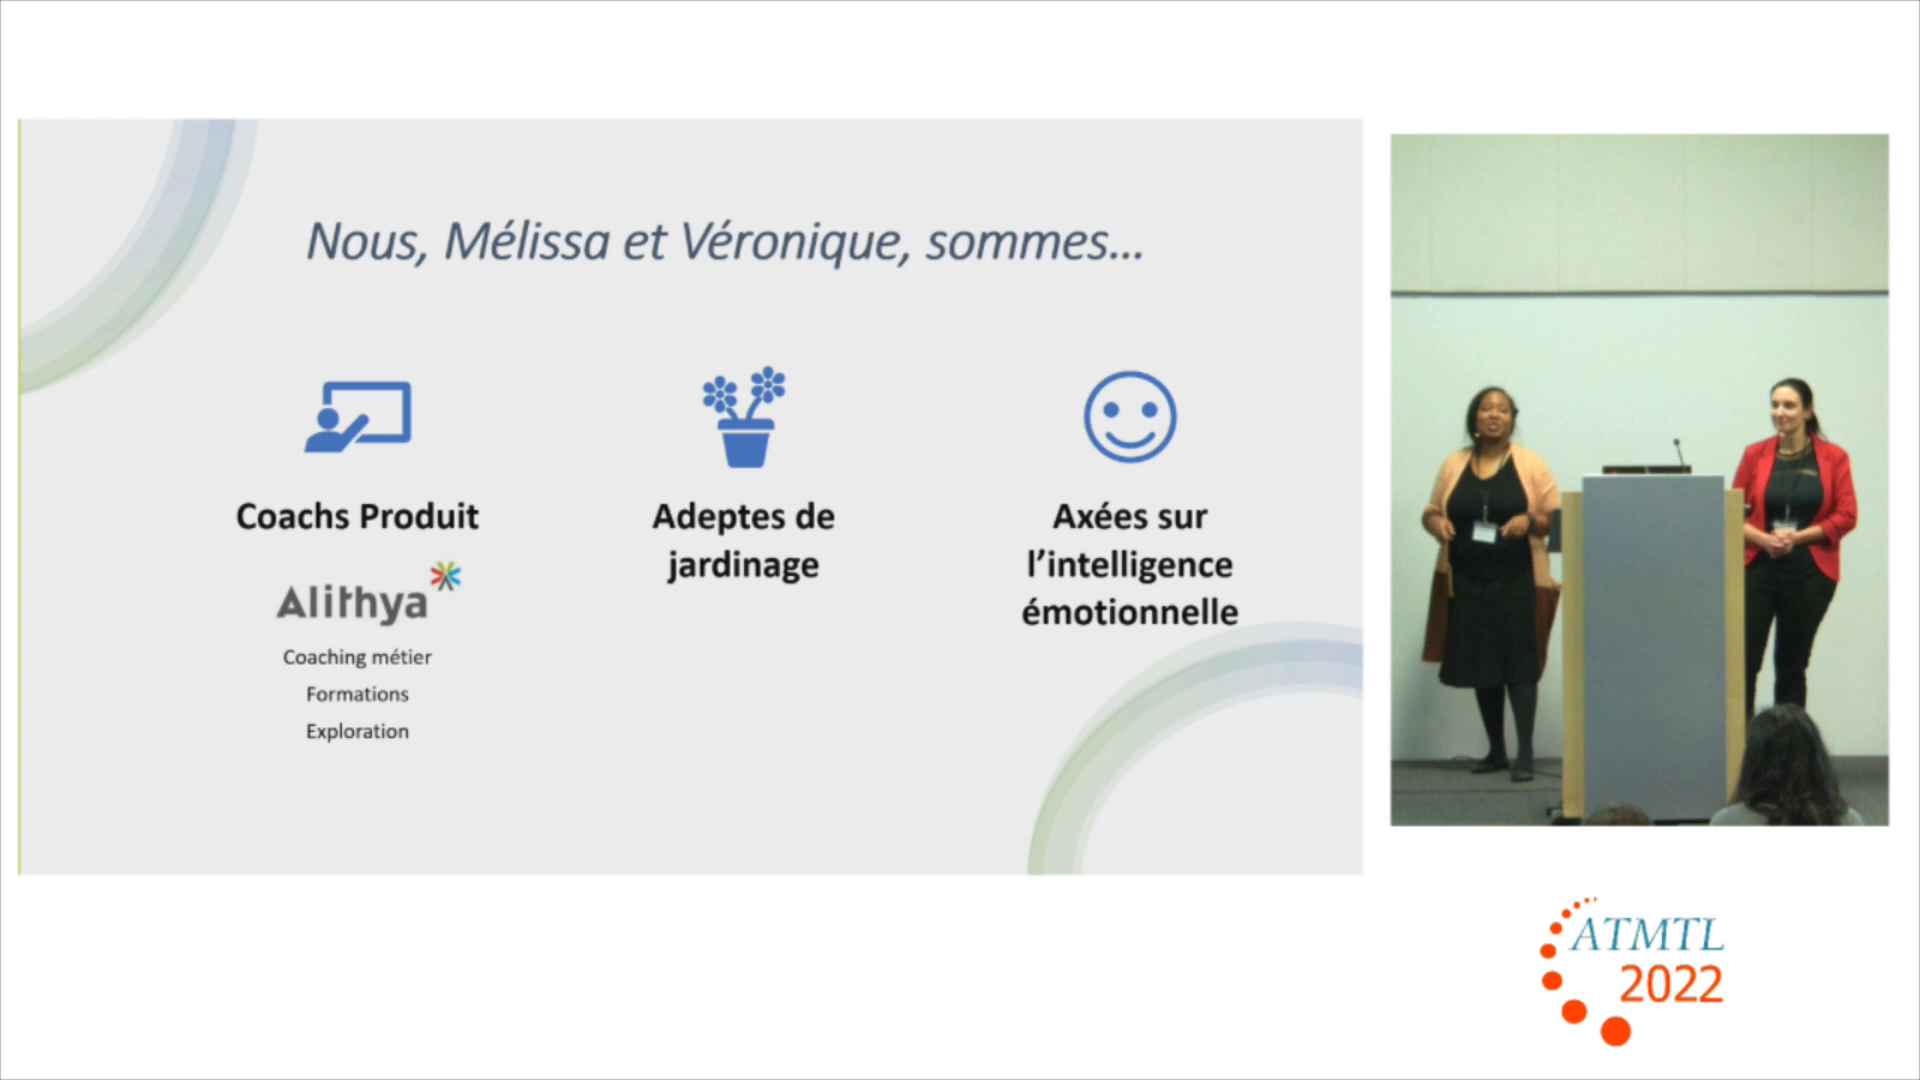 Nous, Mélissa et Véronique, sommes...
Coachs Produit
Alithya
Coaching métier
Formations
Exploration
Adeptes de
jardinage
Axées sur
l'intelligence
émotionnelle
ATMTL
2022